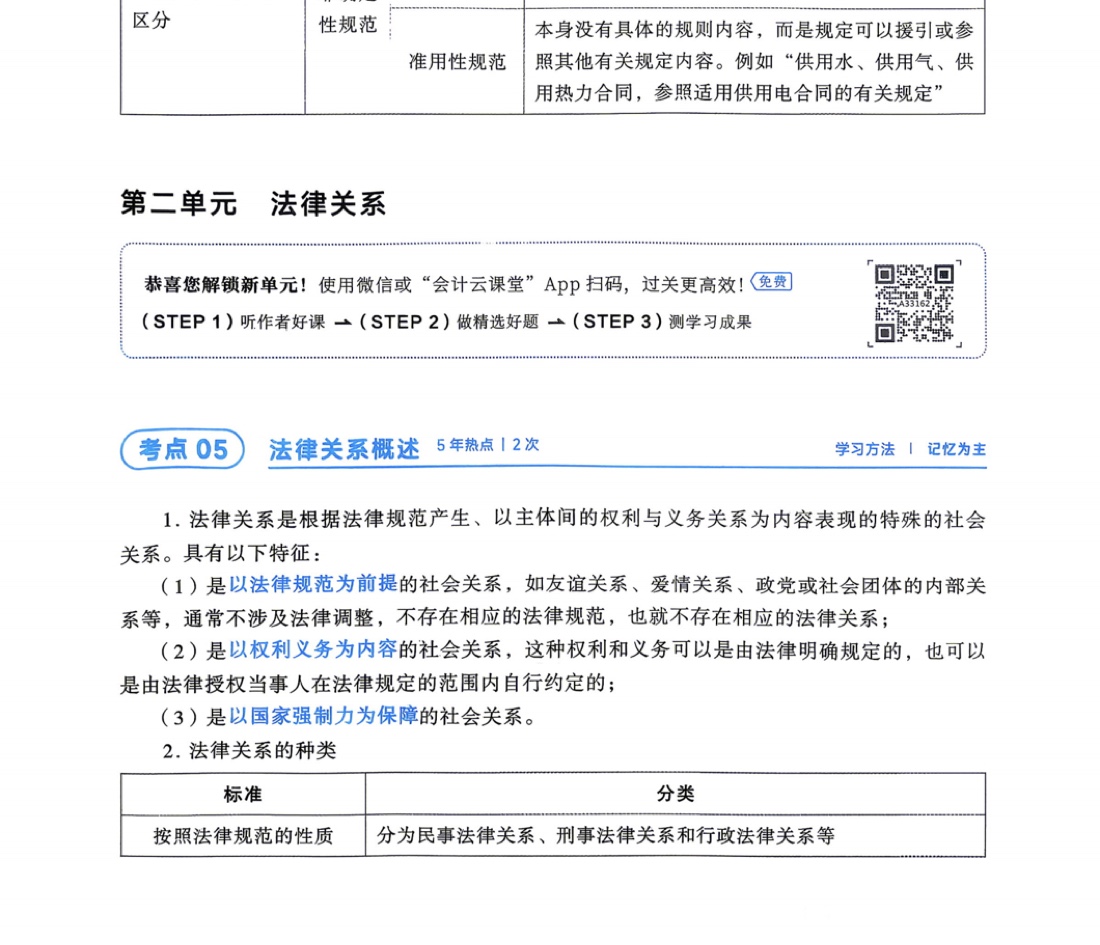 区分
性规范
准用性规范
本身没有具体的规则内容，而是规定可以援引或参
照其他有关规定内容。例如“供用水、供用气、供
用热力合同，参照适用供用电合同的有关规定”
第二单元 法律关系
恭喜您解锁新单元！使用微信或“会计云课堂”App 扫码，过关更高效！免费
（STEP 1）听作者好课 ⇀（STEP 2）做精选好题 ⇀（STEP 3）测学习成果
A33162
考点 05 法律关系概述 5 年热点 | 2 次 学习方法 | 记忆为主
1. 法律关系是根据法律规范产生、以主体间的权利与义务关系为内容表现的特殊的社会
关系。具有以下特征：
（1）是以法律规范为前提的社会关系，如友谊关系、爱情关系、政党或社会团体的内部关
系等，通常不涉及法律调整，不存在相应的法律规范，也就不存在相应的法律关系；
（2）是以权利义务为内容的社会关系，这种权利和义务可以是由法律明确规定的，也可以
是由法律授权当事人在法律规定的范围内自行约定的；
（3）是以国家强制力为保障的社会关系。
2. 法律关系的种类
标准 分类
按照法律规范的性质 分为民事法律关系、刑事法律关系和行政法律关系等